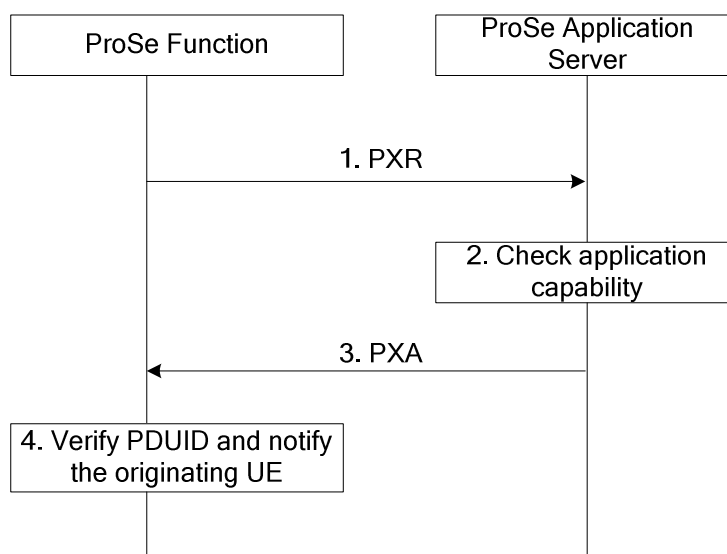 ProSe Function
ProSe Application
Server
1. PXR
2. Check application
capability
3. PXA
4. Verify PDUID and notify
the originating UE